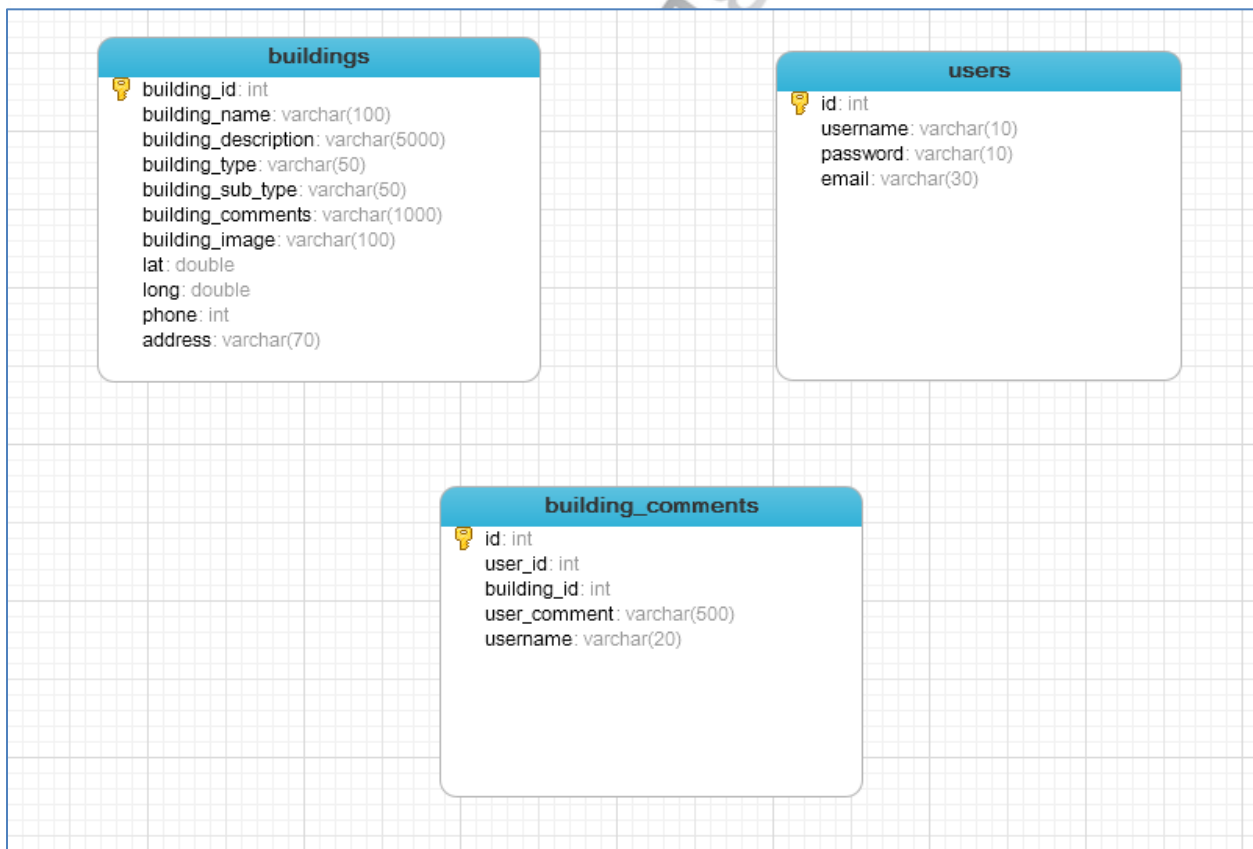 buildings
building_id: int
building_name: varchar(100)
building_description: varchar(5000)
building_type: varchar(50)
building_sub_type: varchar(50)
building_comments: varchar(1000)
building_image: varchar(100)
lat: double
long: double
phone: int
address: varchar(70)
users
id: int
username: varchar(10)
password: varchar(10)
email: varchar(30)
building_comments
id: int
user_id: int
building_id: int
user_comment: varchar(500)
username: varchar(20)